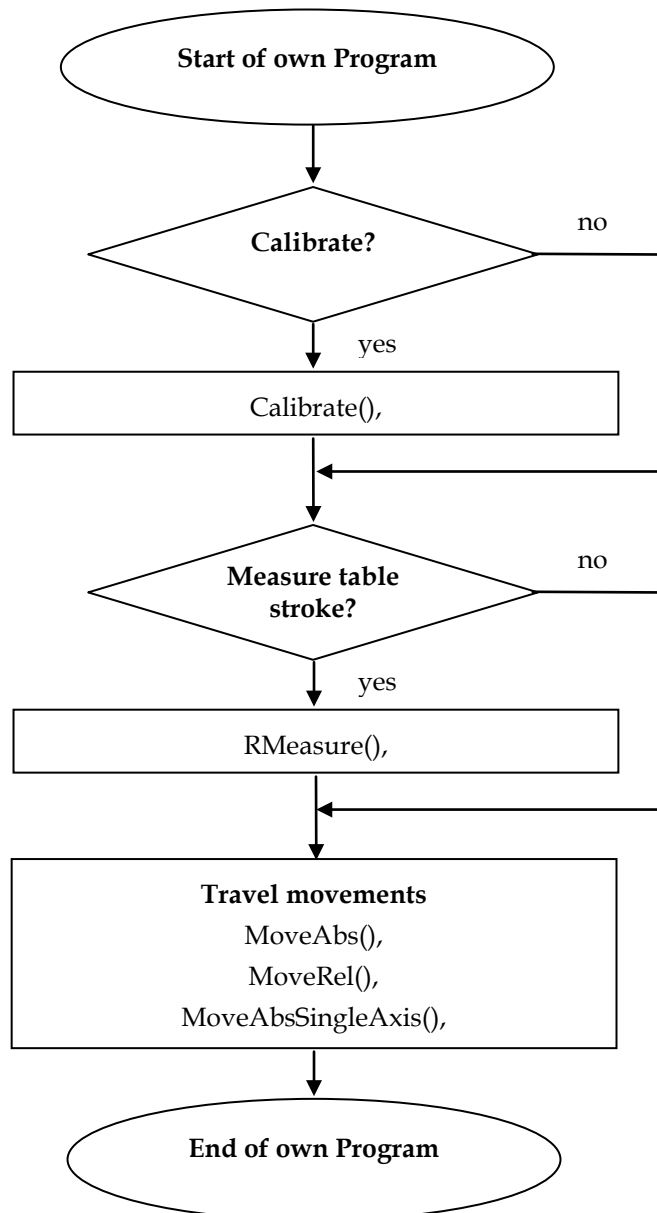 Start of own Program
Calibrate?
no
yes
Calibrate(),
Measure table
stroke?
no
yes
RMeasure(),
Travel movements
MoveAbs(),
MoveRel(),
MoveAbsSingleAxis(),
End of own Program